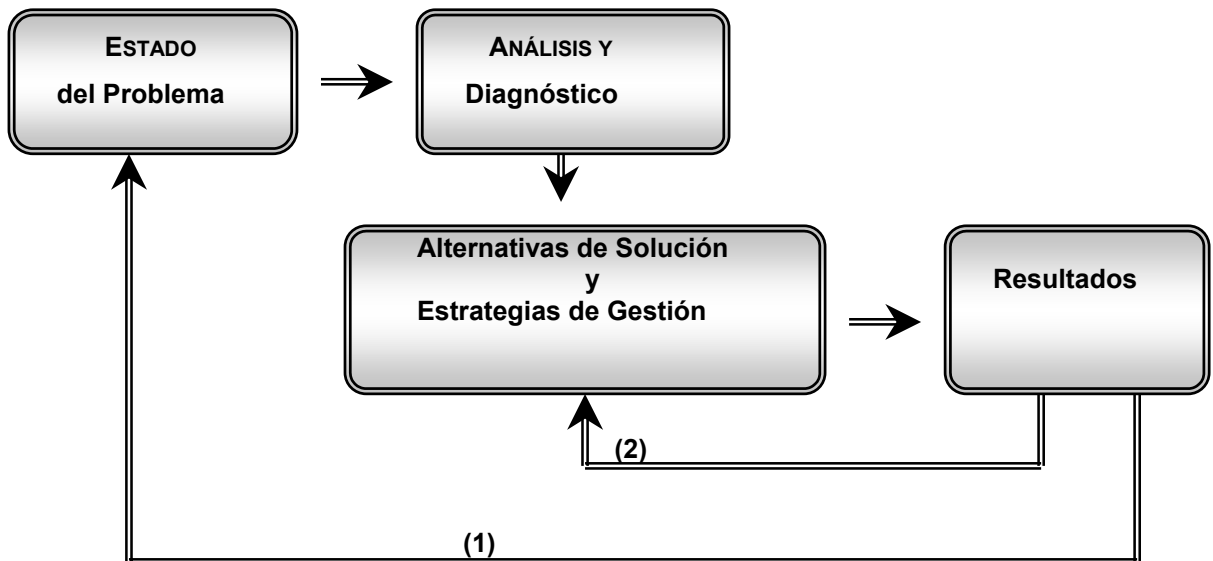 ESTADO
del Problema
ANÁLISIS Y
Diagnóstico
Alternativas de Solución
y
Estrategias de Gestión
Resultados
(2)
(1)